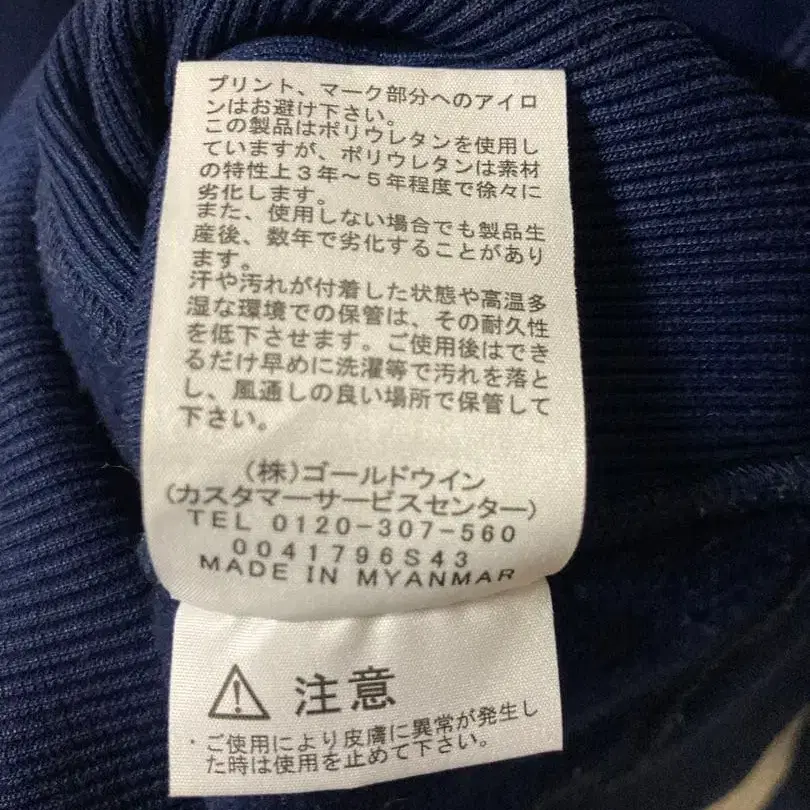 プリント、マーク部分へのアイロ
ンはお避け下さい。
この製品はポリウレタンを使用し
ていますが、ポリウレタンは素材
の特性上3年～5年程度で徐々に
劣化します。
また、使用しない場合でも製品生
産後、数年で劣化することがあり
ます。
汗や汚れが付着した状態や高温多
湿な環境での保管は、その耐久性
を低下させます。ご使用後はでき
るだけ早めに洗濯等で汚れを落と
し、風通しの良い場所で保管して
下さい。
(株)ゴールドウイン
(カスタマーサービスセンター)
TEL 0120-307-560
0041796S43
MADE IN MYANMAR
注意
・ご使用により皮膚に異常が発生し
た時は使用を止めて下さい。